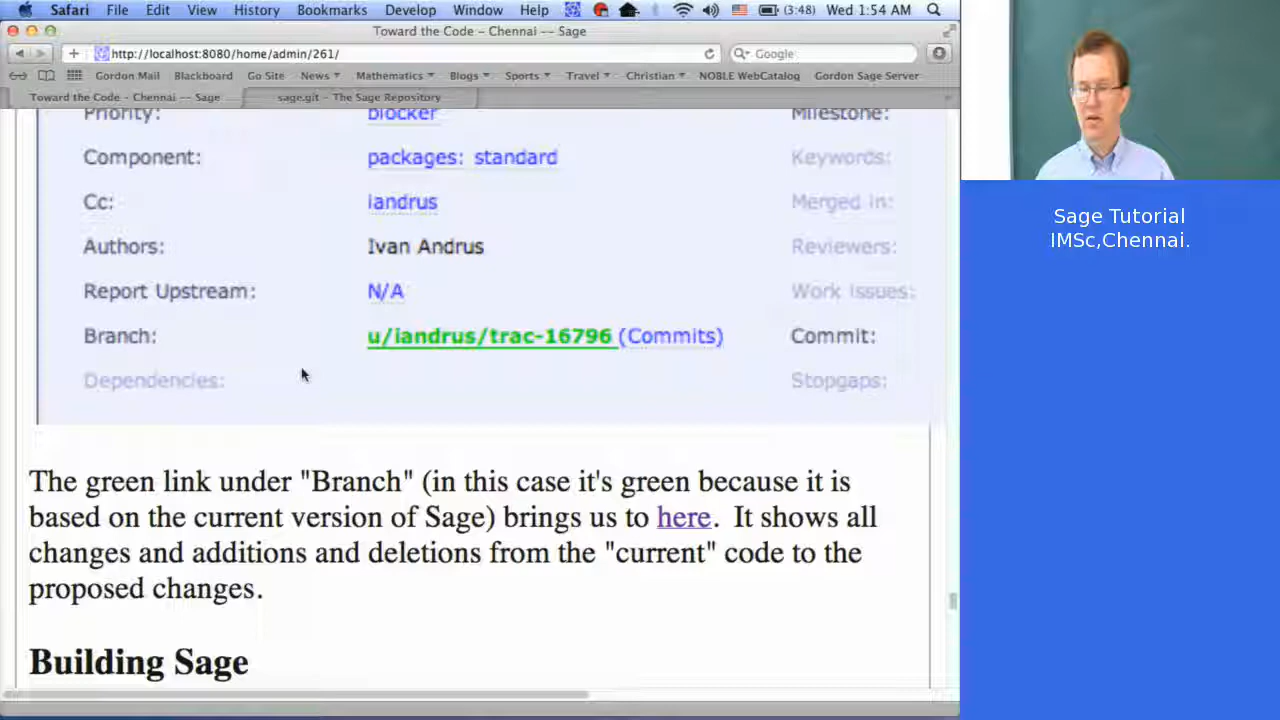 Safari File Edit View History Bookmarks Develop Window Help (3:48) Wed 1:54 AM
Toward the Code – Chennai –– Sage
http://localhost:8080/home/admin/261/ Google
Gordon Mail Blackboard Go Site News Mathematics Blogs Sports Travel Christian NOBLE WebCatalog Gordon Sage Server
Toward the Code – Chennai –– Sage sage.git – The Sage Repository
Priority: blocker Milestone:
Component: packages: standard Keywords:
Cc: iandrus Merged in:
Authors: Ivan Andrus Reviewers:
Report Upstream: N/A Work issues:
Branch: u/iandrus/trac-16796 (Commits) Commit:
Dependencies: Stopgaps:
The green link under "Branch" (in this case it's green because it is
based on the current version of Sage) brings us to here. It shows all
changes and additions and deletions from the "current" code to the
proposed changes.
Building Sage
Sage Tutorial
IMSc,Chennai.